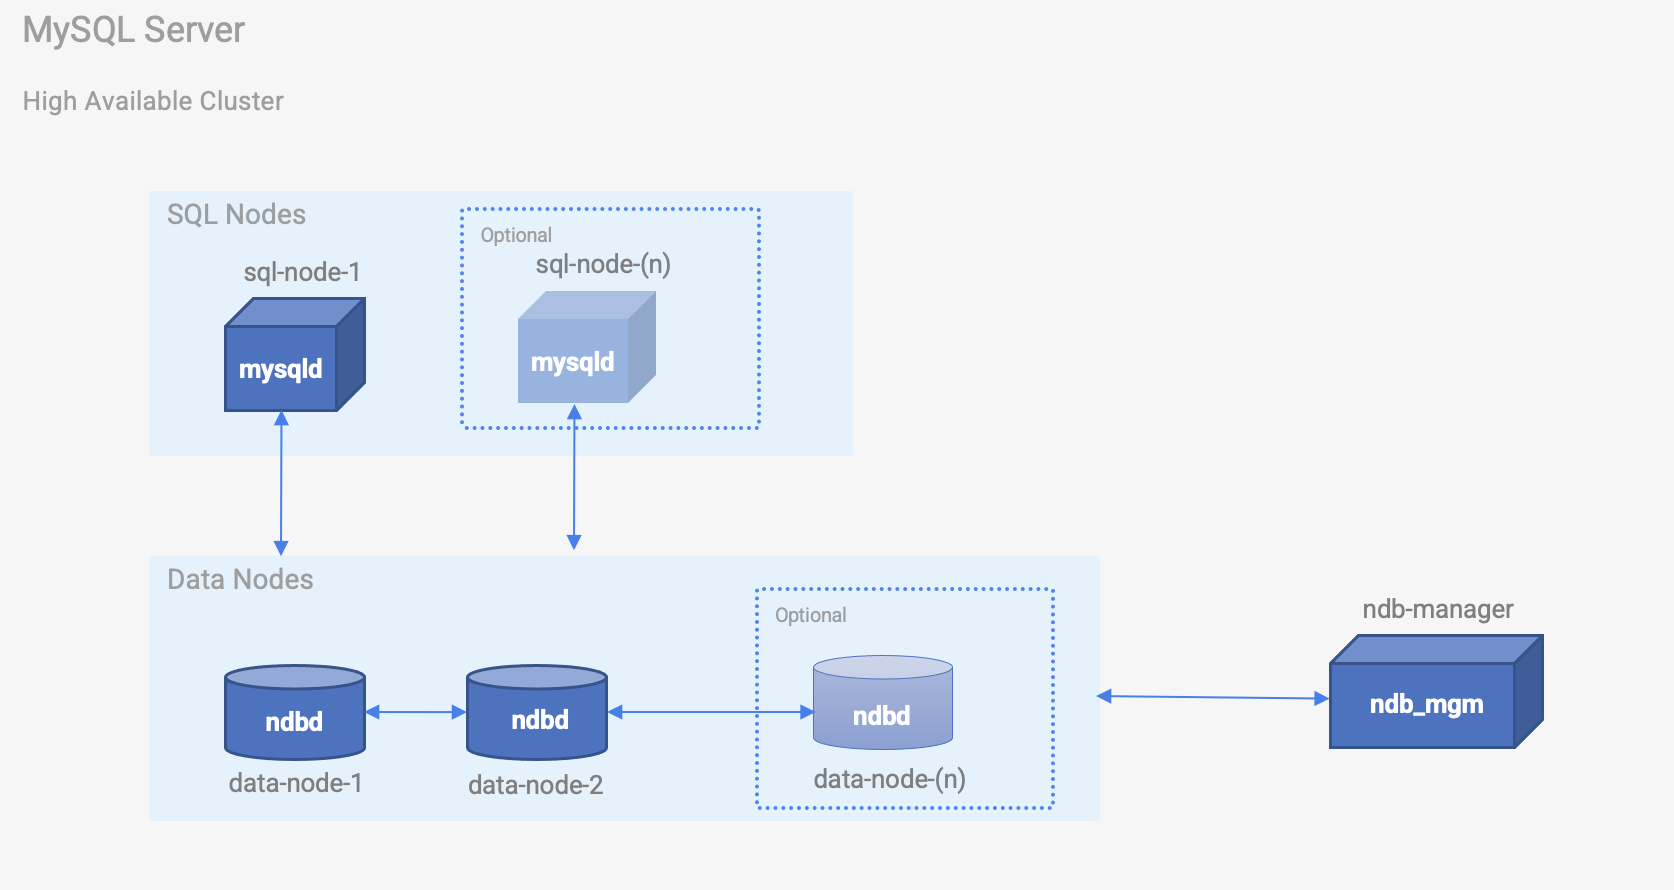 MySQL Server
High Available Cluster
SQL Nodes
Optional
sql-node-1
sql-node-(n)
mysqld
mysqld
Data Nodes
Optional
ndb-manager
ndbd
ndbd
ndbd
ndb_mgm
data-node-1
data-node-2
data-node-(n)